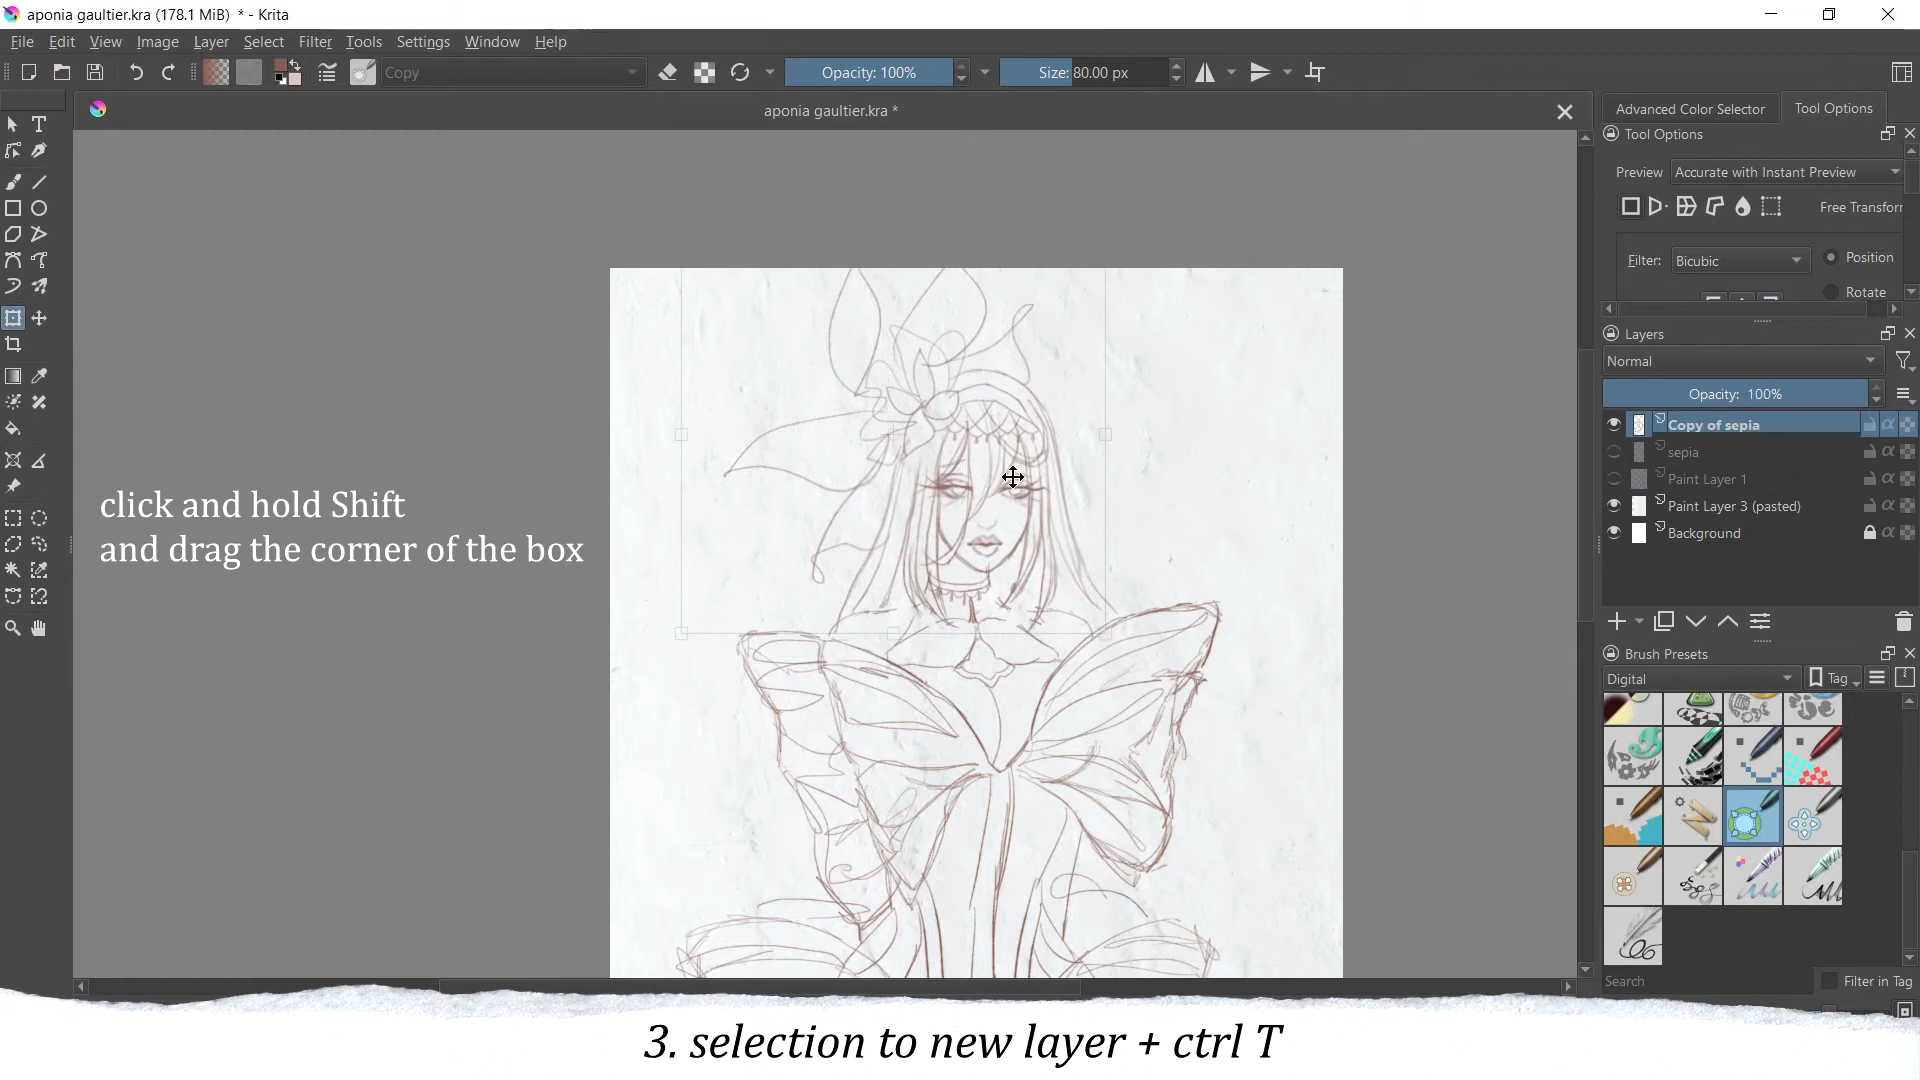 aponia gaultier.kra (178.1 MiB)  * - Krita
File Edit View Image Layer Select Filter Tools Settings Window Help
Copy
Opacity: 100%
Size: 80.00 px
aponia gaultier.kra *
Advanced Color Selector
Tool Options
Tool Options
Preview
Accurate with Instant Preview
Free Transform
Filter:
Bicubic
Position
Rotate
Layers
Normal
Opacity: 100%
Copy of sepia
sepia
Paint Layer 1
Paint Layer 3 (pasted)
Background
click and hold Shift
and drag the corner of the box
Brush Presets
Digital
Tag
Search
Filter in Tag
3. selection to new layer + ctrl T